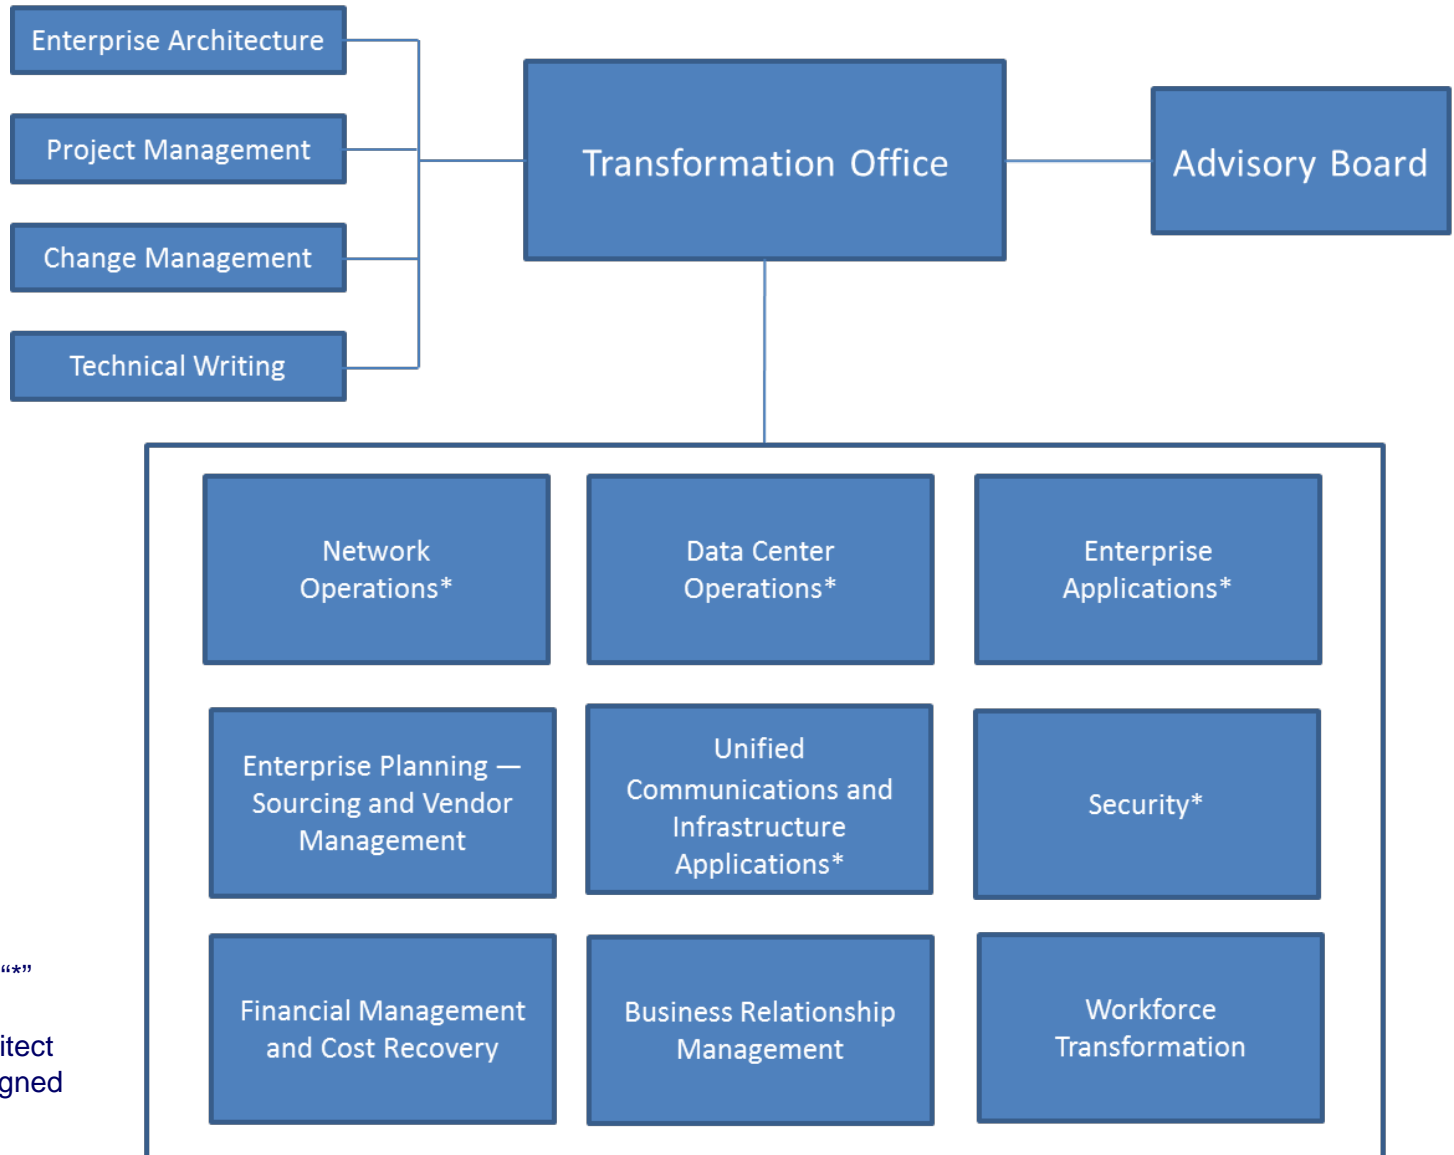 Enterprise Architecture
Project Management
Change Management
Technical Writing
Transformation Office
Advisory Board
Network
Operations*
Data Center
Operations*
Enterprise
Applications*
Enterprise Planning —
Sourcing and Vendor
Management
Unified
Communications and
Infrastructure
Applications*
Security*
Financial Management
and Cost Recovery
Business Relationship
Management
Workforce
Transformation
“*”
itect
gned